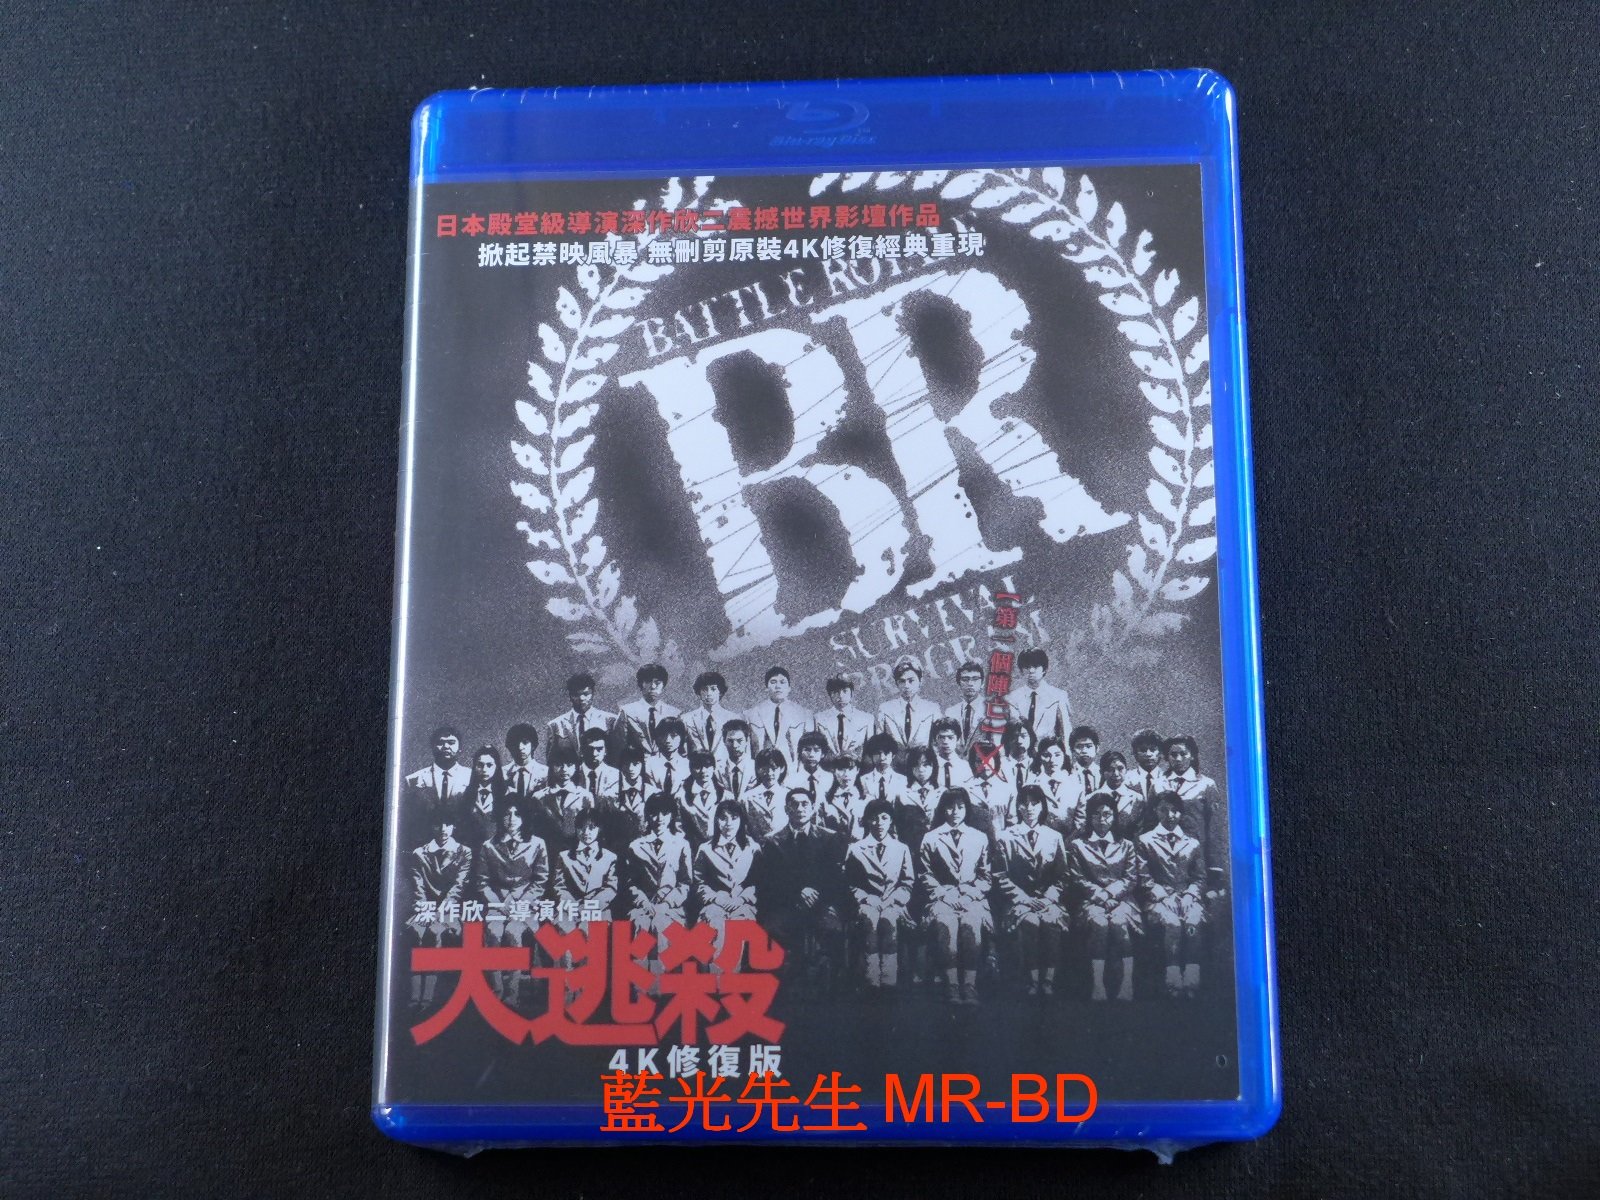 Blu-ray Disc
日本殿堂級導演深作欣二震撼世界影壇作品
掀起禁映風暴 無刪剪原裝4K修復經典重現
BATTLE ROYALE
BR
SURVIVAL
PROGRAM
【第一個陣亡】
深作欣二導演作品
大逃殺
4K修復版
藍光先生 MR-BD